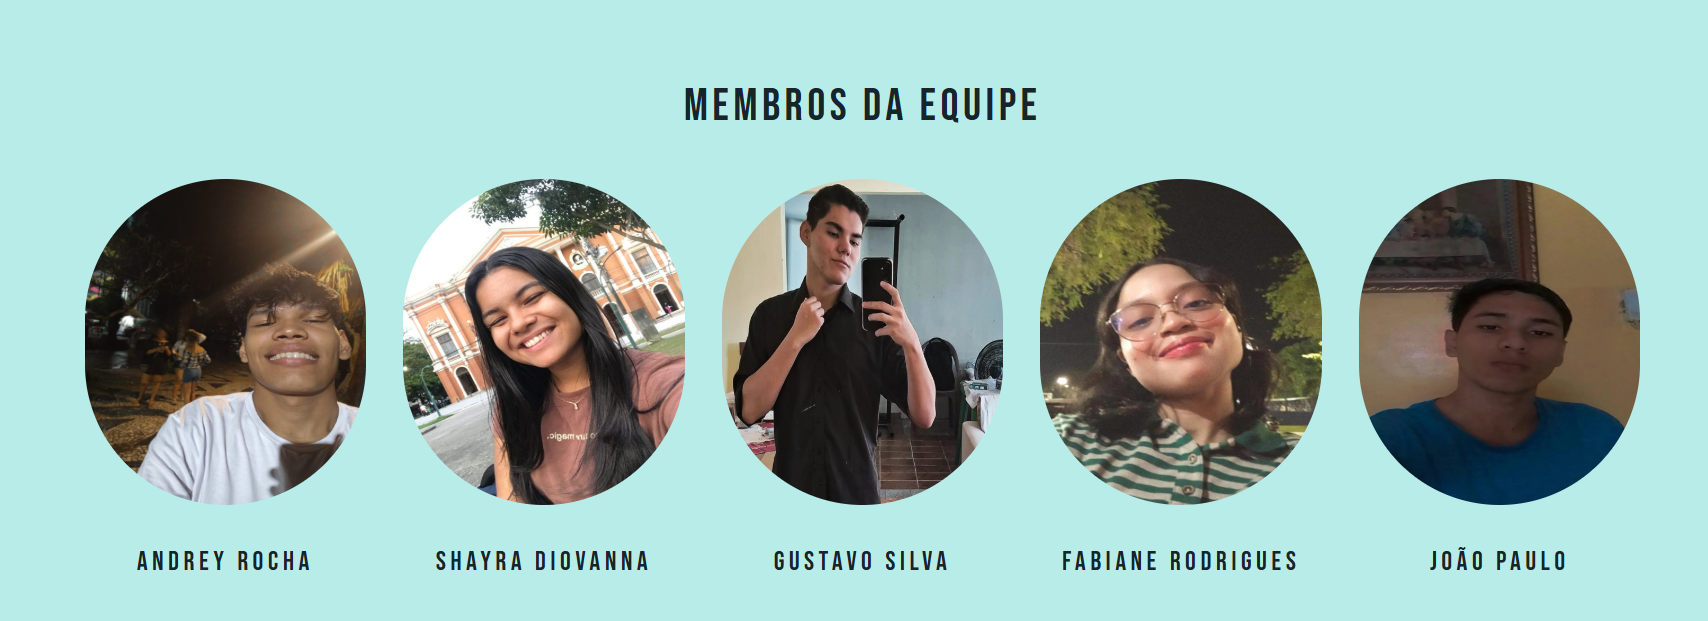 MEMBROS DA EQUIPE
ANDREY ROCHA
SHAYRA DIOVANNA
GUSTAVO SILVA
FABIANE RODRIGUES
JOÃO PAULO